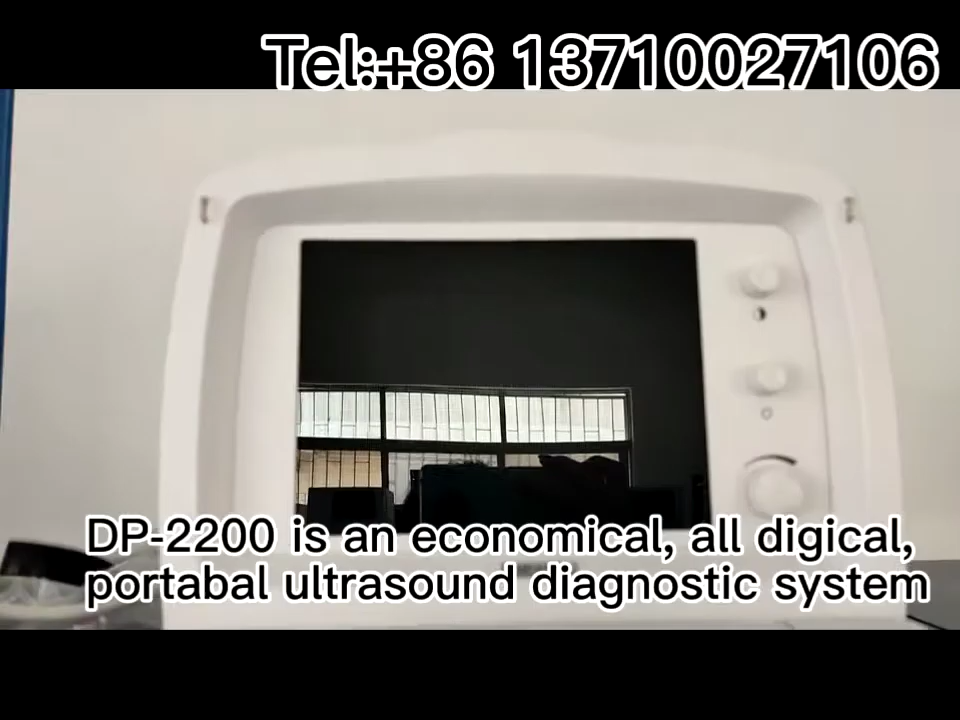 Tel:+86 13710027106
DP-2200 is an economical, all digical,
portabal ultrasound diagnostic system